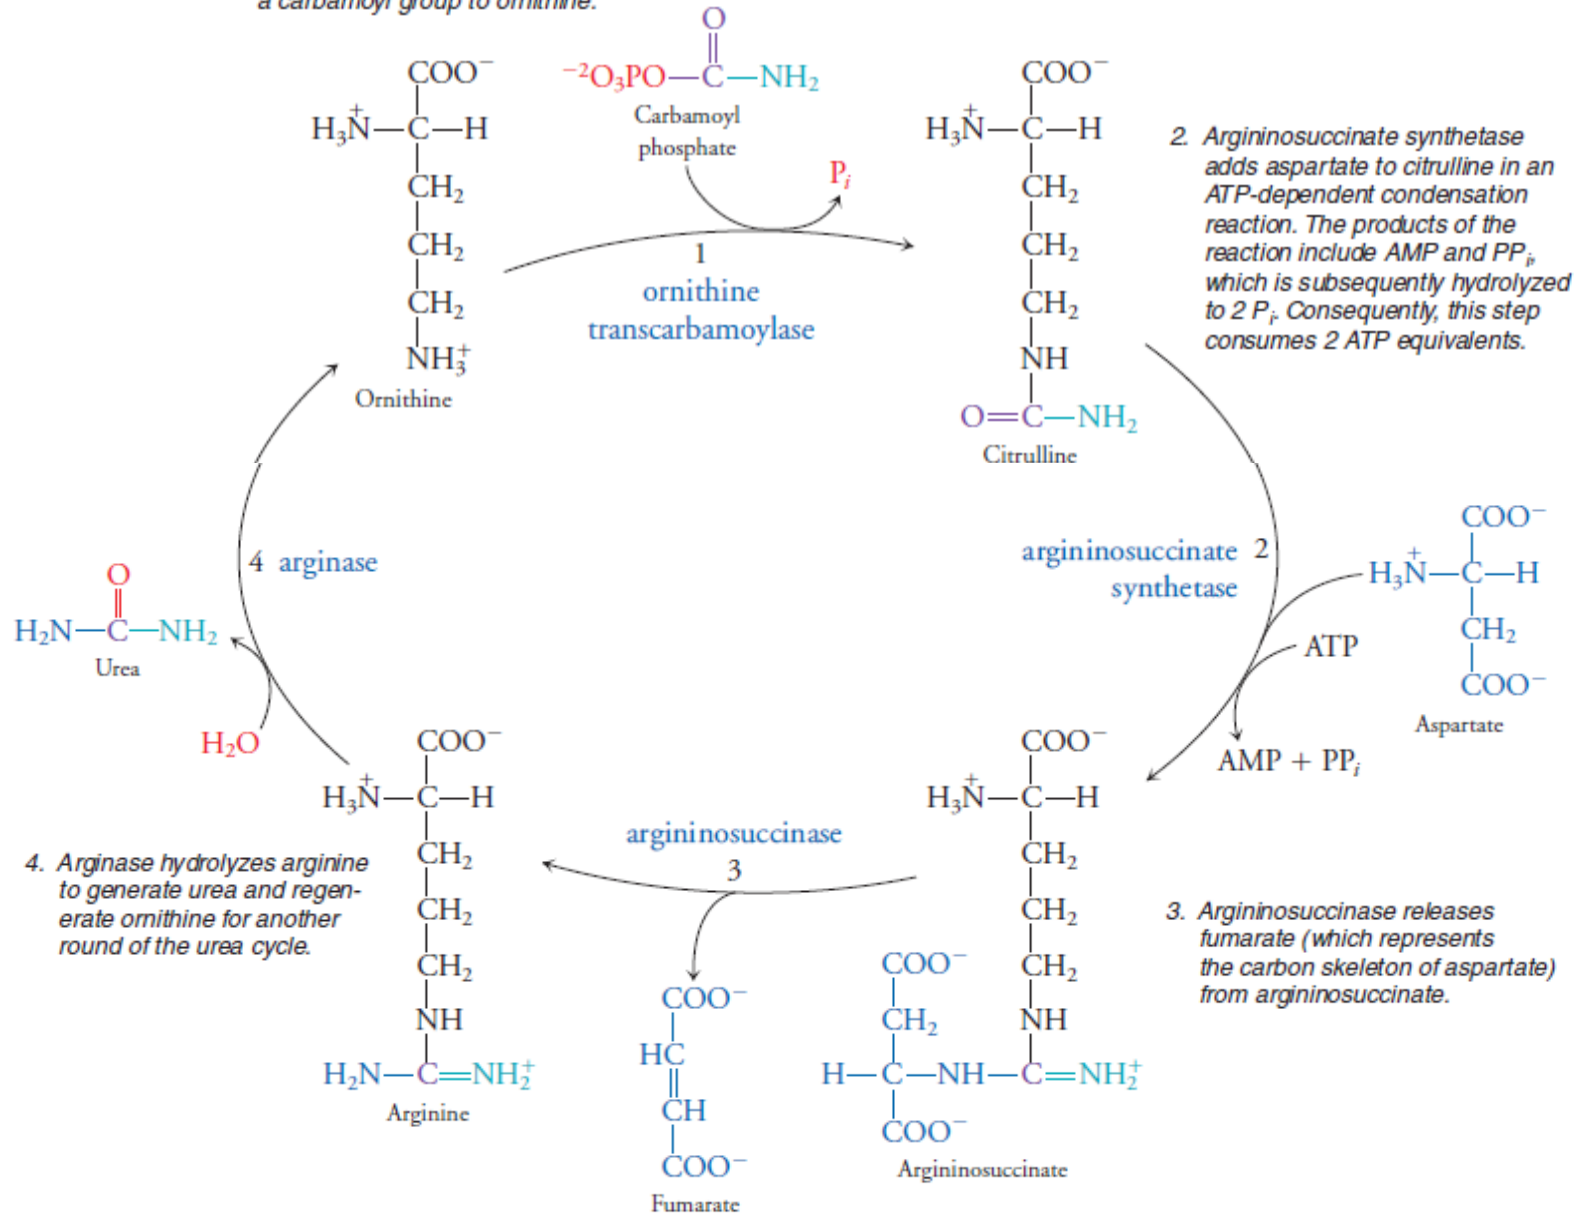 a carbamoyl group to ornithine.
COO⁻
H₃N⁺—C—H
CH₂
CH₂
CH₂
NH₃⁺
Ornithine
O
⁻²O₃PO—C—NH₂
Carbamoyl
phosphate
Pᵢ
1
ornithine
transcarbamoylase
COO⁻
H₃N⁺—C—H
CH₂
CH₂
CH₂
NH
O=C—NH₂
Citrulline
2. Argininosuccinate synthetase
adds aspartate to citrulline in an
ATP-dependent condensation
reaction. The products of the
reaction include AMP and PPᵢ,
which is subsequently hydrolyzed
to 2 Pᵢ. Consequently, this step
consumes 2 ATP equivalents.
argininosuccinate 2
synthetase
COO⁻
H₃N⁺—C—H
CH₂
COO⁻
Aspartate
ATP
AMP + PPᵢ
COO⁻
H₃N⁺—C—H
CH₂
CH₂
CH₂
NH
COO⁻
CH₂
H—C—NH—C=NH₂⁺
COO⁻
Argininosuccinate
3. Argininosuccinase releases
fumarate (which represents
the carbon skeleton of aspartate)
from argininosuccinate.
argininosuccinase
3
COO⁻
HC
CH
COO⁻
Fumarate
COO⁻
H₃N⁺—C—H
CH₂
CH₂
CH₂
NH
H₂N—C=NH₂⁺
Arginine
4. Arginase hydrolyzes arginine
to generate urea and regen-
erate ornithine for another
round of the urea cycle.
4 arginase
H₂O
O
H₂N—C—NH₂
Urea